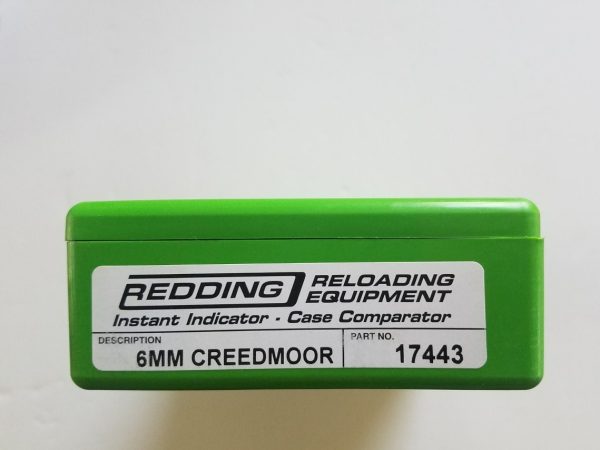 REDDING RELOADING EQUIPMENT
Instant Indicator - Case Comparator
DESCRIPTION PART NO.
6MM CREEDMOOR 17443